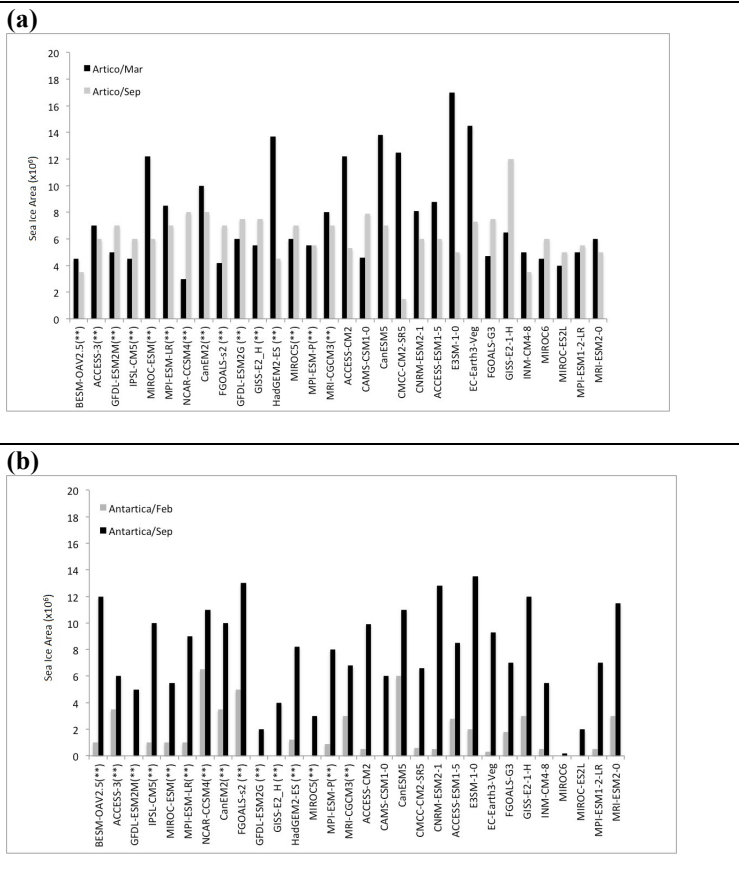 (a)
20
18
16
14
12
10
8
6
4
2
0
Sea Ice Area (x10⁶)
Artico/Mar
Artico/Sep
BESM-OAV2.5(**)
ACCESS-3(**)
GFDL-ESM2M(**)
IPSL-CM5(**)
MIROC-ESM(**)
MPI-ESM-LR(**)
NCAR-CCSM4(**)
CanEM2(**)
FGOALS-s2 (**)
GFDL-ESM2G (**)
GISS-E2_H (**)
HadGEM2-ES (**)
MIROC5(**)
MPI-ESM-P(**)
MRI-CGCM3(**)
ACCESS-CM2
CAMS-CSM1-0
CanESM5
CMCC-CM2-SR5
CNRM-ESM2-1
ACCESS-ESM1-5
E3SM-1-0
EC-Earth3-Veg
FGOALS-G3
GISS-E2-1-H
INM-CM4-8
MIROC6
MIROC-ES2L
MPI-ESM1-2-LR
MRI-ESM2-0
(b)
20
18
16
14
12
10
8
6
4
2
0
Sea Ice Area (x10⁶)
Antartica/Feb
Antartica/Sep
BESM-OAV2.5(**)
ACCESS-3(**)
GFDL-ESM2M(**)
IPSL-CM5(**)
MIROC-ESM(**)
MPI-ESM-LR(**)
NCAR-CCSM4(**)
CanEM2(**)
FGOALS-s2 (**)
GFDL-ESM2G (**)
GISS-E2_H (**)
HadGEM2-ES (**)
MIROC5(**)
MPI-ESM-P(**)
MRI-CGCM3(**)
ACCESS-CM2
CAMS-CSM1-0
CanESM5
CMCC-CM2-SR5
CNRM-ESM2-1
ACCESS-ESM1-5
E3SM-1-0
EC-Earth3-Veg
FGOALS-G3
GISS-E2-1-H
INM-CM4-8
MIROC6
MIROC-ES2L
MPI-ESM1-2-LR
MRI-ESM2-0